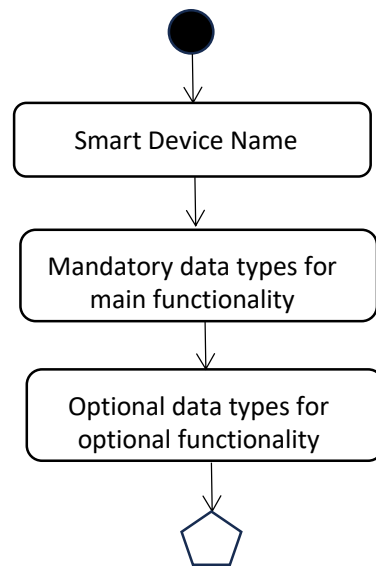 Smart Device Name
Mandatory data types for
main functionality
Optional data types for
optional functionality